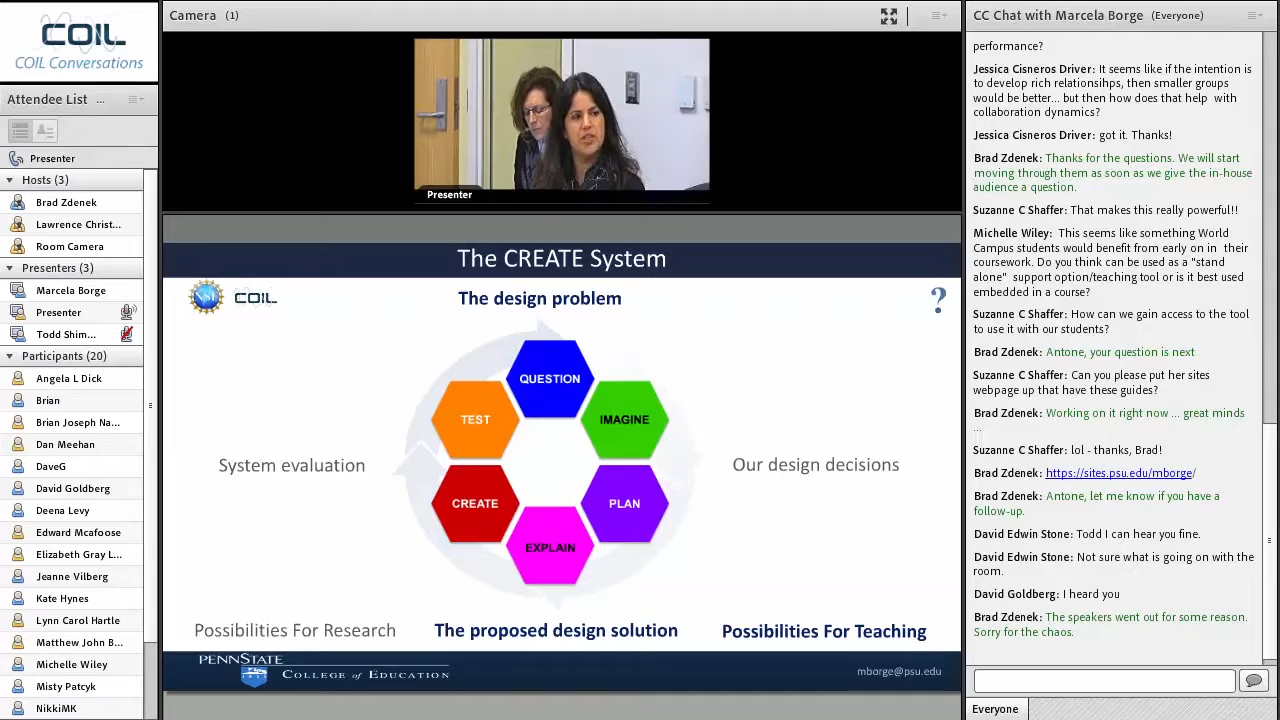 COIL
COIL Conversations
Attendee List ...
Presenter
Hosts (3)
Brad Zdenek
Lawrence Christ...
Room Camera
Presenters (3)
Marcela Borge
Presenter
Todd Shim...
Participants (20)
Angela L Dick
Brian
Brian Joseph Na...
Dan Meehan
DaveG
David Goldberg
Deena Levy
Edward Mcafoose
Elizabeth Gray L...
Jeanne Vilberg
Kate Hynes
Lynn Carol Hartle
Matthew John B...
Michelle Wiley
Misty Patcyk
NikkiMK
Camera (1)
Presenter
The CREATE System
NSF
COIL
The design problem
?
QUESTION
TEST
IMAGINE
System evaluation
Our design decisions
CREATE
PLAN
EXPLAIN
Possibilities For Research
The proposed design solution
Possibilities For Teaching
PENNSTATE
1855
College of Education
mborge@psu.edu
CC Chat with Marcela Borge (Everyone)
performance?
Jessica Cisneros Driver: It seems like if the intention is
to develop rich relationsihps, then smaller groups
would be better... but then how does that help with
collaboration dynamics?
Jessica Cisneros Driver: got it. Thanks!
Brad Zdenek: Thanks for the questions. We will start
moving through them as soon as we give the in-house
audience a question.
Suzanne C Shaffer: That makes this really powerful!!
Michelle Wiley: This seems like something World
Campus students would benefit from early on in their
coursework. Do you think can be used as a "stand
alone" support option/teaching tool or is it best used
embedded in a course?
Suzanne C Shaffer: How can we gain access to the tool
to use it with our students?
Brad Zdenek: Antone, your question is next
Suzanne C Shaffer: Can you please put her sites
webpage up that have these guides?
Brad Zdenek: Working on it right now... great minds
...
Suzanne C Shaffer: lol - thanks, Brad!
Brad Zdenek: https://sites.psu.edu/mborge/
Brad Zdenek: Antone, let me know if you have a
follow-up.
David Edwin Stone: Todd I can hear you fine.
David Edwin Stone: Not sure what is going on with the
room.
David Goldberg: I heard you
Brad Zdenek: The speakers went out for some reason.
Sorry for the chaos.
Everyone